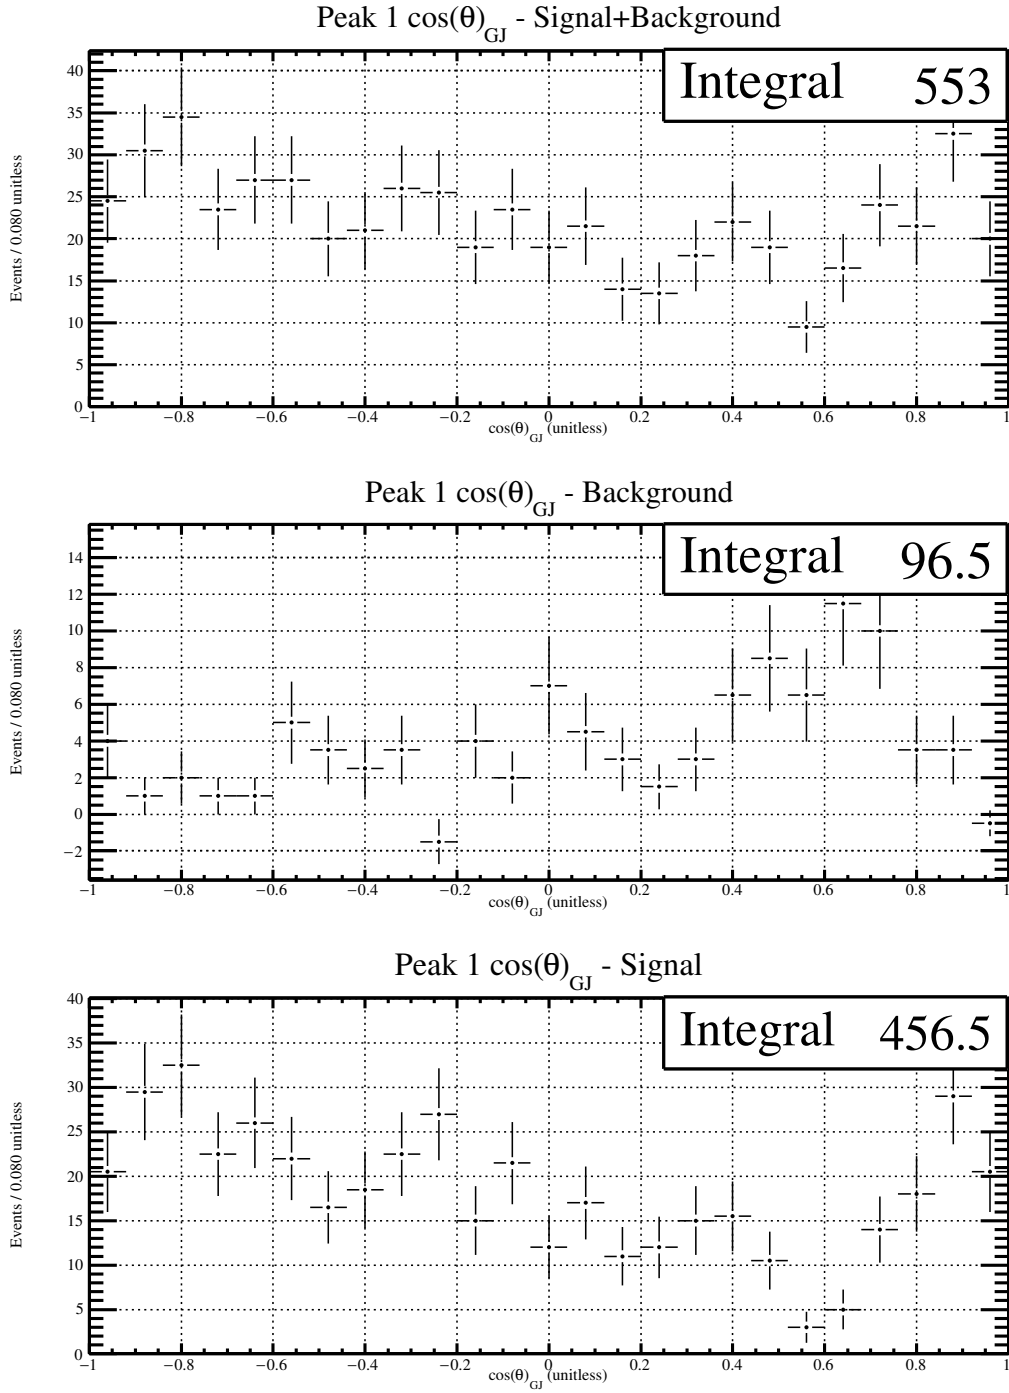 Peak 1 cos(θ)GJ - Signal+Background
Integral 553
Events / 0.080 unitless
40
35
30
25
20
15
10
5
0
−1 −0.8 −0.6 −0.4 −0.2 0 0.2 0.4 0.6 0.8 1
cos(θ)GJ (unitless)
Peak 1 cos(θ)GJ - Background
Integral 96.5
Events / 0.080 unitless
14
12
10
8
6
4
2
0
−2
−1 −0.8 −0.6 −0.4 −0.2 0 0.2 0.4 0.6 0.8 1
cos(θ)GJ (unitless)
Peak 1 cos(θ)GJ - Signal
Integral 456.5
Events / 0.080 unitless
40
35
30
25
20
15
10
5
0
−1 −0.8 −0.6 −0.4 −0.2 0 0.2 0.4 0.6 0.8 1
cos(θ)GJ (unitless)